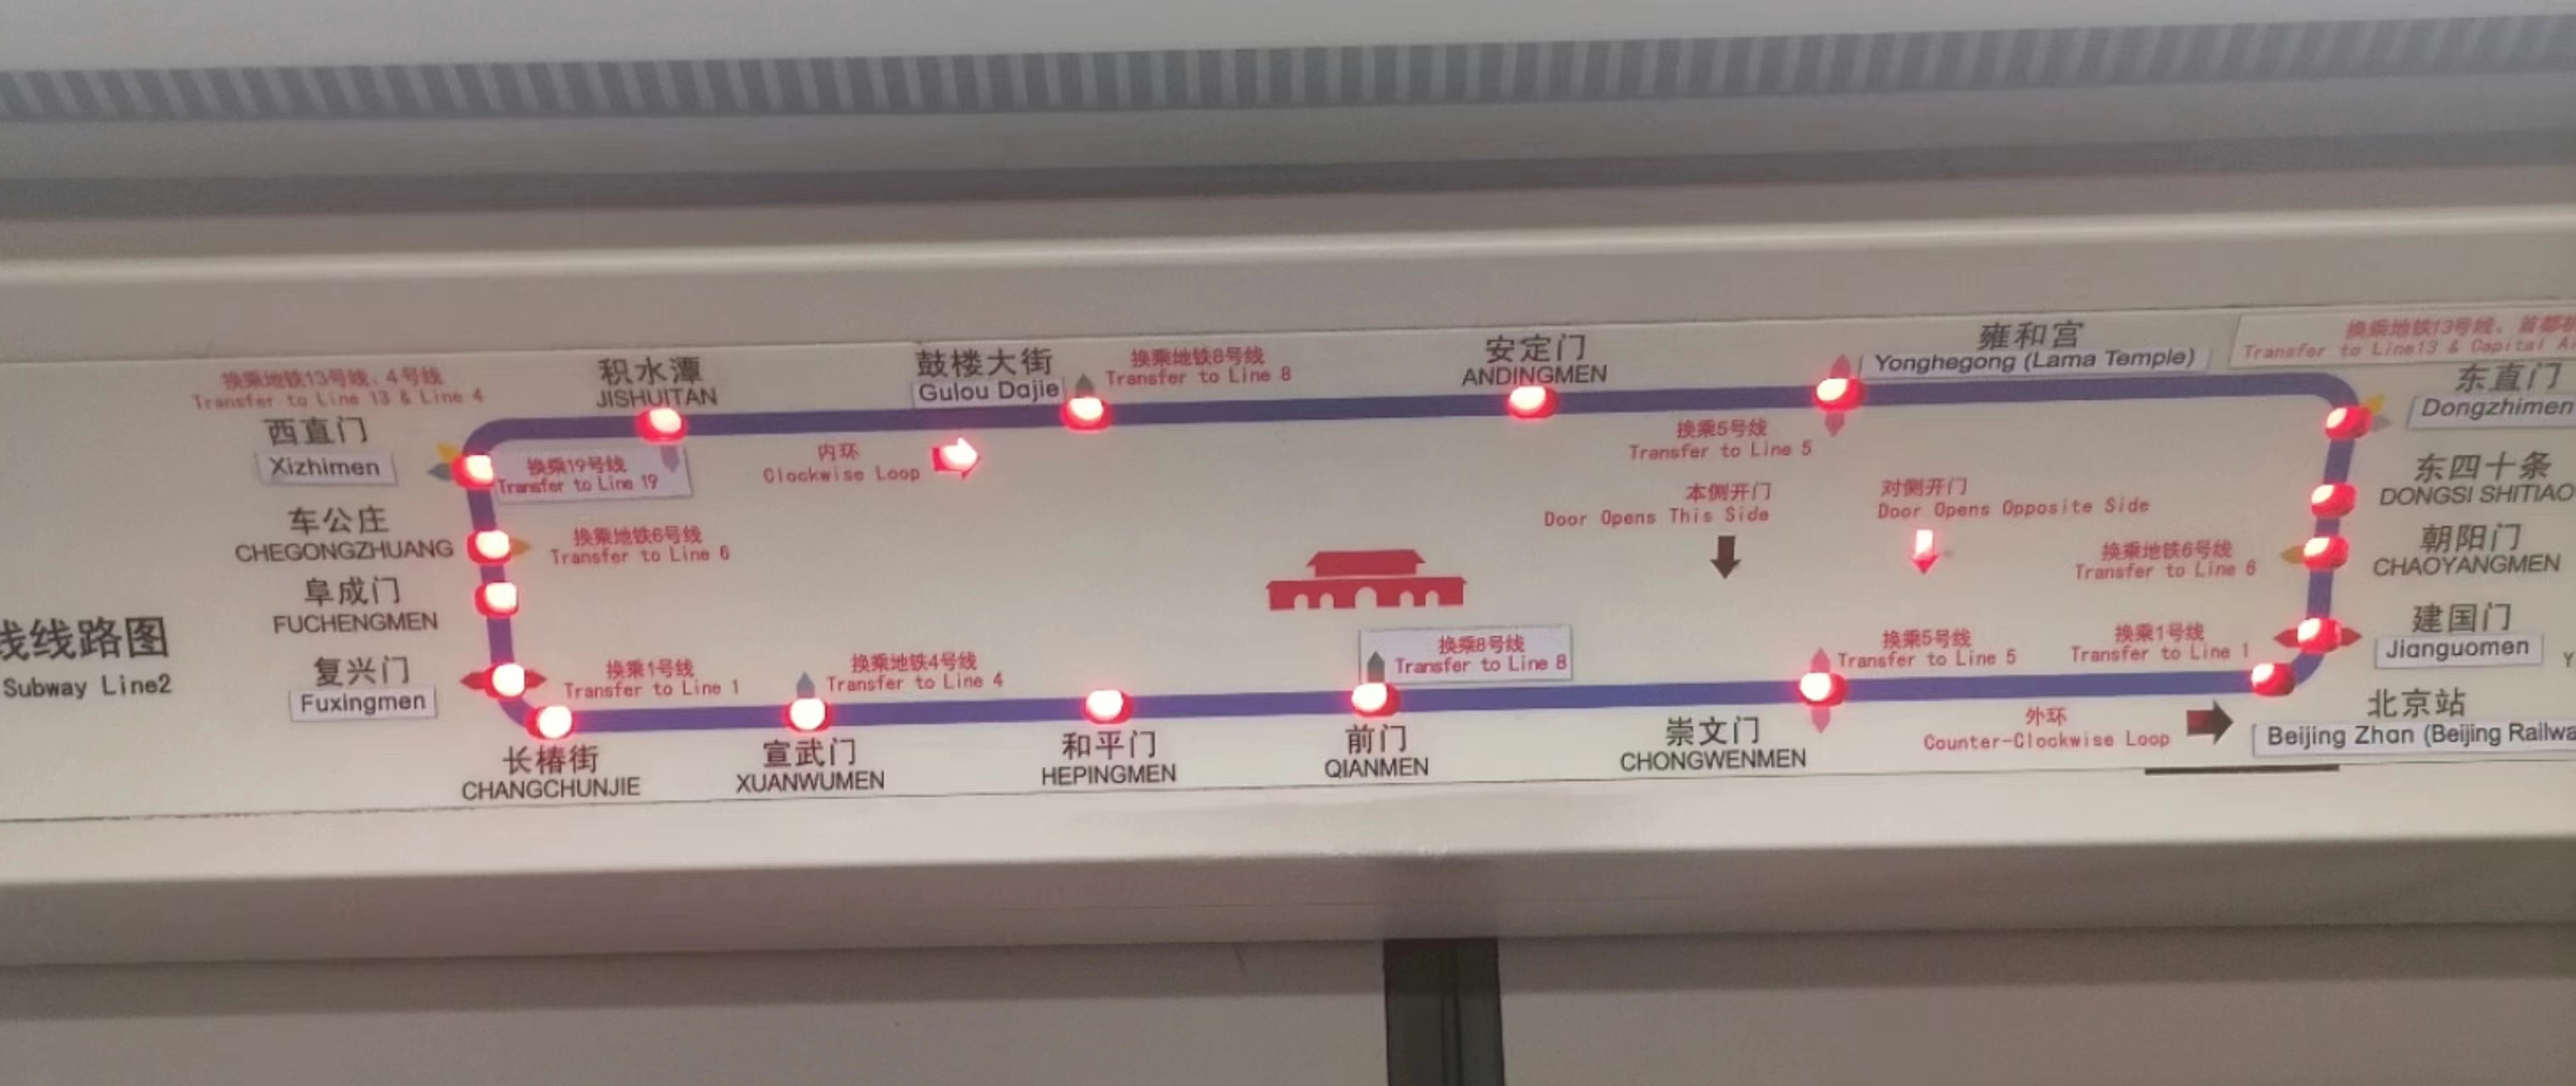 换乘地铁13号线、4号线
Transfer to Line 13 & Line 4
西直门
Xizhimen
积水潭
JISHUITAN
换乘19号线
Transfer to Line 19
鼓楼大街
Gulou Dajie
换乘地铁8号线
Transfer to Line 8
内环
Clockwise Loop
安定门
ANDINGMEN
雍和宫
Yonghegong (Lama Temple)
换乘5号线
Transfer to Line 5
换乘地铁13号线、首都
Transfer to Line13 & Capital
东直门
Dongzhimen
本侧开门
Door Opens This Side
对侧开门
Door Opens Opposite Side
东四十条
DONGSI SHITIAO
车公庄
CHEGONGZHUANG
换乘地铁6号线
Transfer to Line 6
换乘地铁6号线
Transfer to Line 6
朝阳门
CHAOYANGMEN
阜成门
FUCHENGMEN
线线路图
Subway Line2
复兴门
Fuxingmen
换乘1号线
Transfer to Line 1
换乘地铁4号线
Transfer to Line 4
换乘8号线
Transfer to Line 8
换乘5号线
Transfer to Line 5
换乘1号线
Transfer to Line 1
建国门
Jianguomen
长椿街
CHANGCHUNJIE
宣武门
XUANWUMEN
和平门
HEPINGMEN
前门
QIANMEN
崇文门
CHONGWENMEN
外环
Counter-Clockwise Loop
北京站
Beijing Zhan (Beijing Railwa